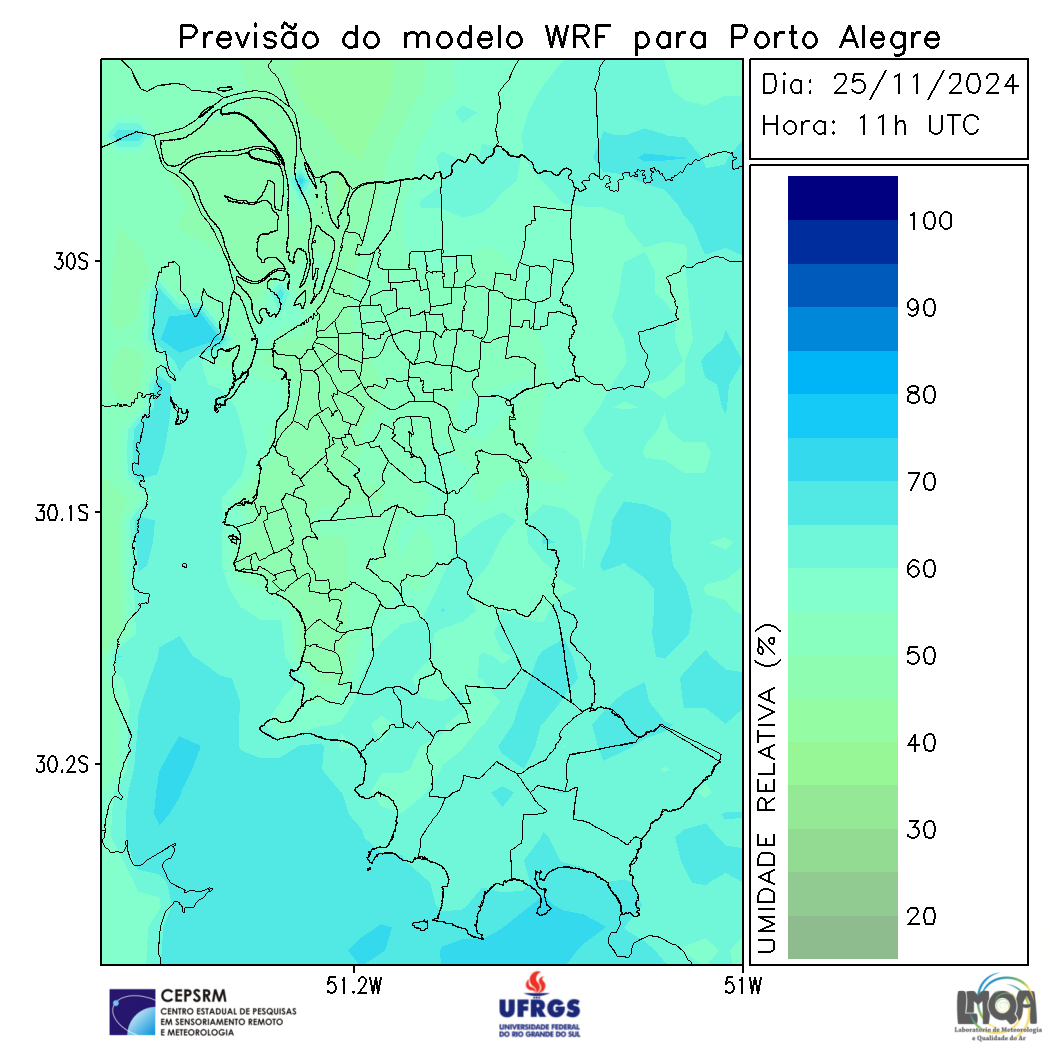 Previsão do modelo WRF para Porto Alegre
Dia: 25/11/2024
Hora: 11h UTC
30S
30.1S
30.2S
51.2W
51W
100
90
80
70
60
50
40
30
20
UMIDADE RELATIVA (%)
CEPSRM
CENTRO ESTADUAL DE PESQUISAS
EM SENSORIAMENTO REMOTO
E METEOROLOGIA
UFRGS
UNIVERSIDADE FEDERAL
DO RIO GRANDE DO SUL
LMQA
Laboratório de Meteorologia
e Qualidade do Ar